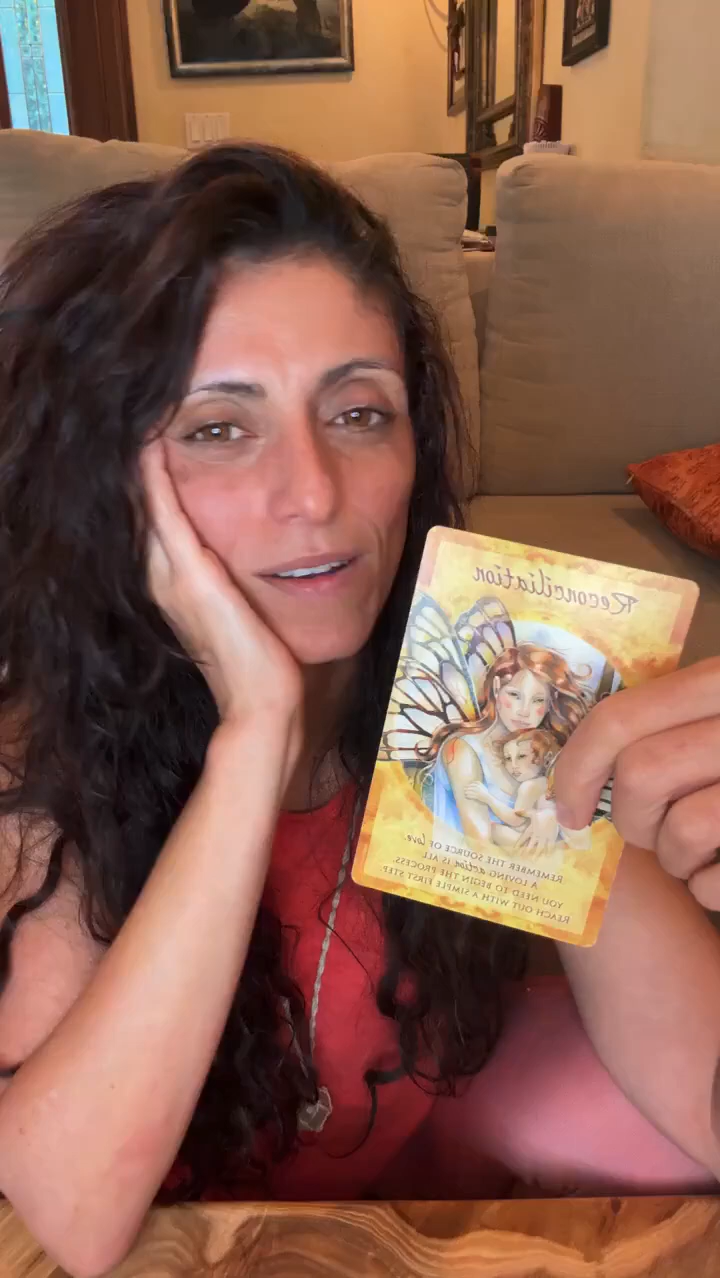 Reconciliation
REMEMBER THE SOURCE OF love.
A LOVING action IS ALL
YOU NEED TO BEGIN THE PROCESS.
REACH OUT WITH A SIMPLE FIRST STEP.